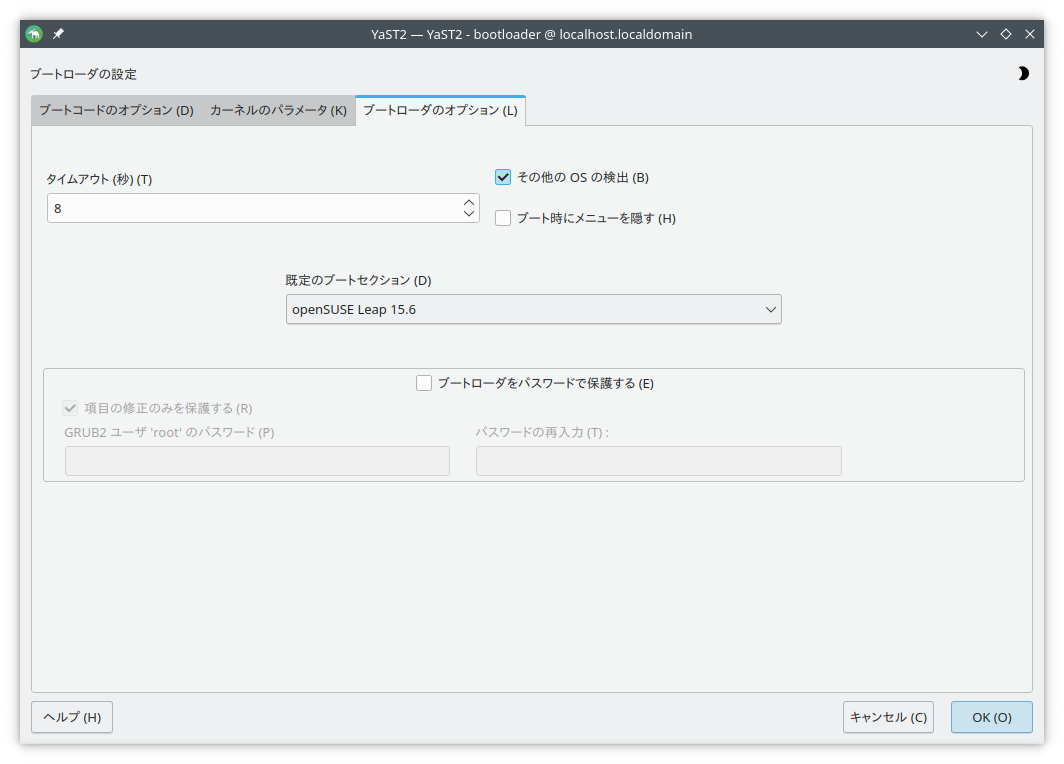 YaST2 — YaST2 - bootloader @ localhost.localdomain
ブートローダの設定
ブートコードのオプション (D) カーネルのパラメータ (K) ブートローダのオプション (L)
タイムアウト (秒) (T)
8
その他の OS の検出 (B)
ブート時にメニューを隠す (H)
既定のブートセクション (D)
openSUSE Leap 15.6
ブートローダをパスワードで保護する (E)
項目の修正のみを保護する (R)
GRUB2 ユーザ 'root' のパスワード (P)
パスワードの再入力 (T) :
ヘルプ (H)
キャンセル (C)
OK (O)